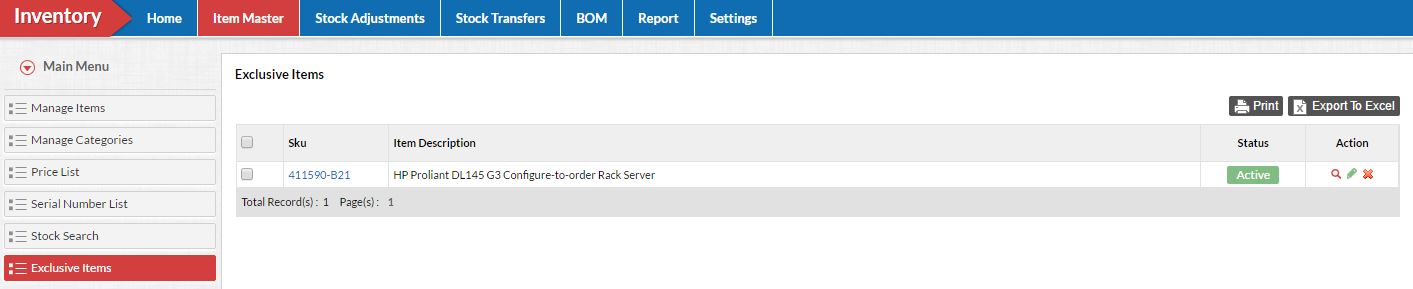 Inventory Home Item Master Stock Adjustments Stock Transfers BOM Report Settings
Main Menu
Manage Items
Manage Categories
Price List
Serial Number List
Stock Search
Exclusive Items
Exclusive Items
Print Export To Excel
Sku Item Description Status Action
411590-B21 HP Proliant DL145 G3 Configure-to-order Rack Server Active
Total Record(s) : 1 Page(s) : 1